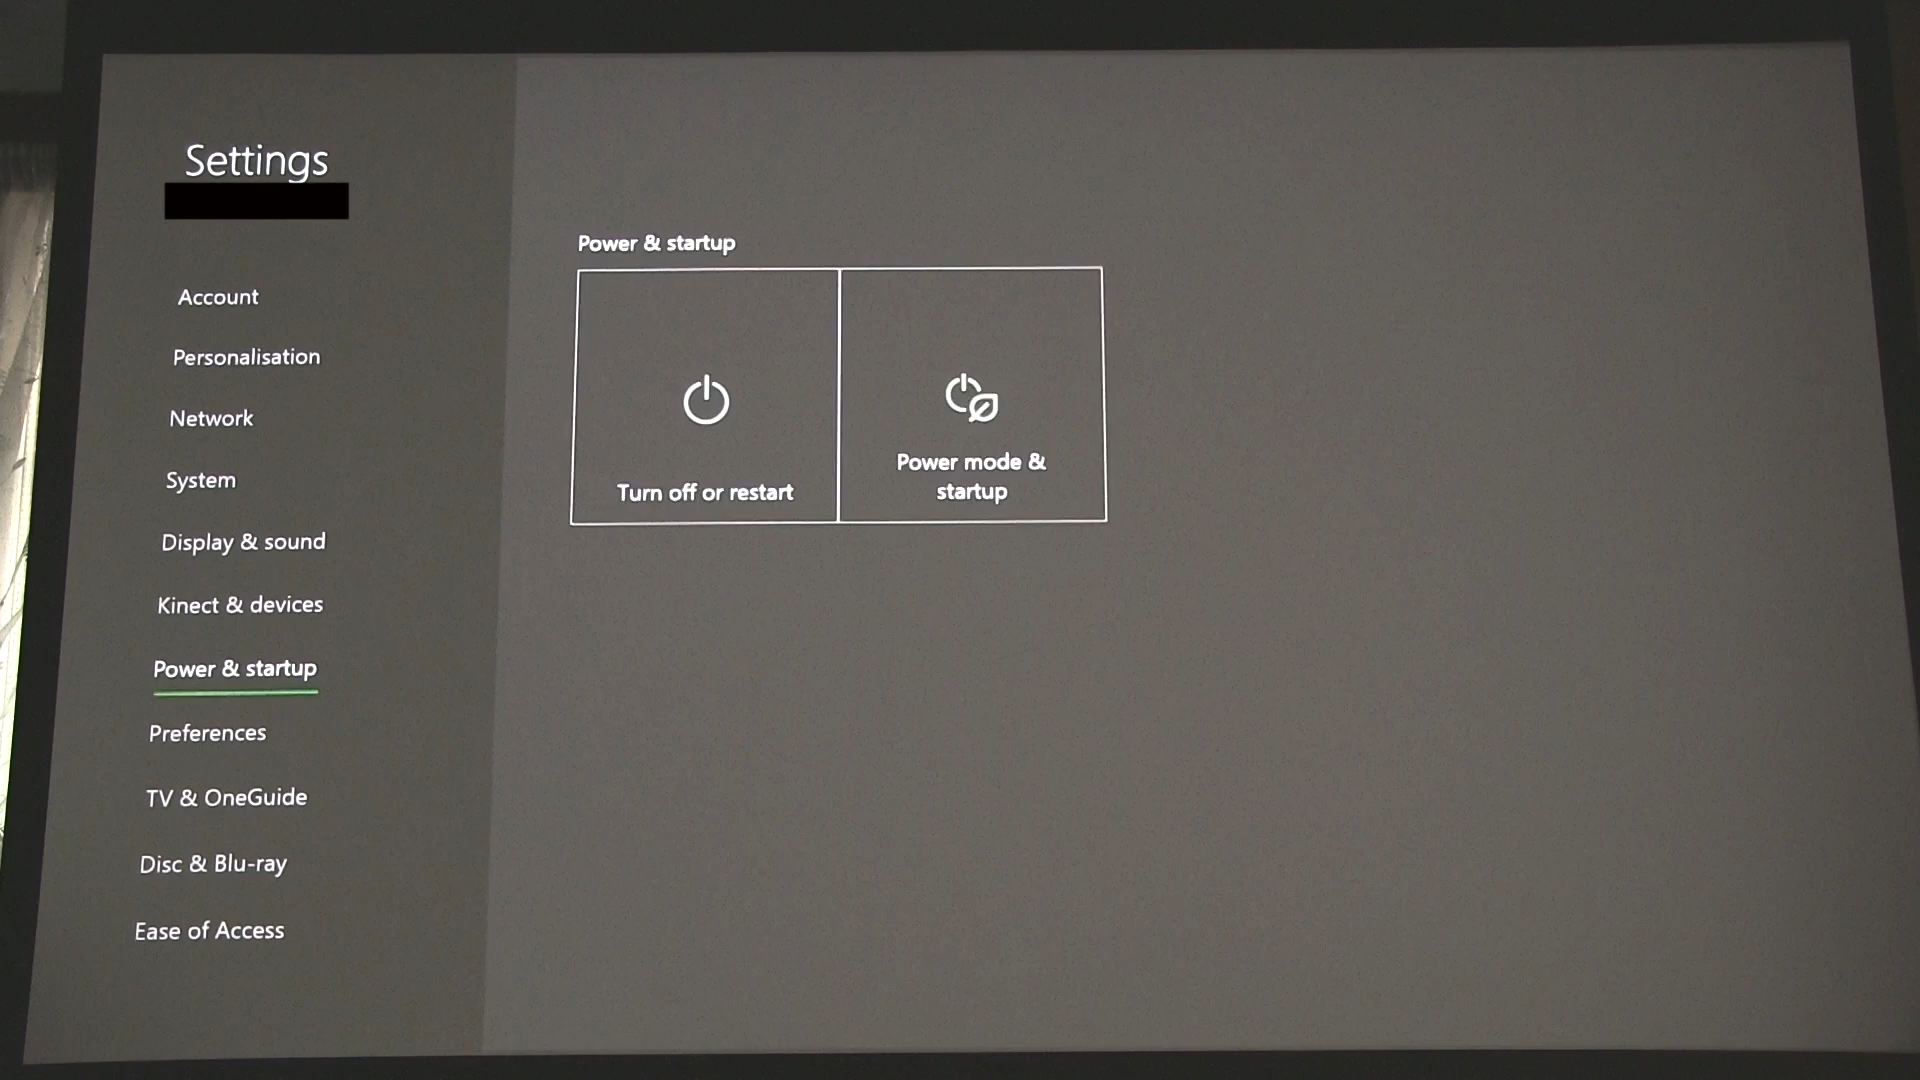 Settings
Account
Personalisation
Network
System
Display & sound
Kinect & devices
Power & startup
Preferences
TV & OneGuide
Disc & Blu-ray
Ease of Access
Power & startup
Turn off or restart
Power mode &
startup